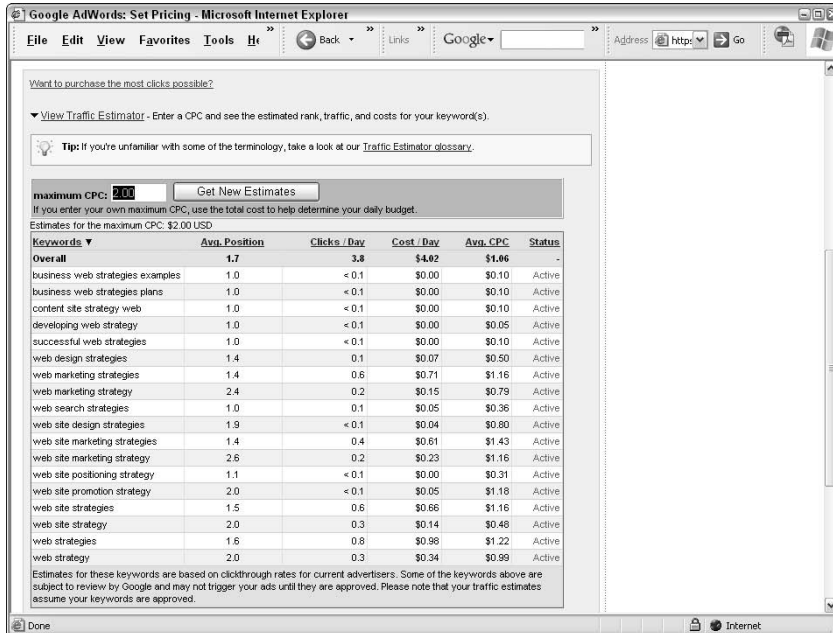 Google AdWords: Set Pricing - Microsoft Internet Explorer
File Edit View Favorites Tools He » Back » Links » Google » Address https Go
Want to purchase the most clicks possible?
▼ View Traffic Estimator - Enter a CPC and see the estimated rank, traffic, and costs for your keyword(s).
Tip: If you're unfamiliar with some of the terminology, take a look at our Traffic Estimator glossary.
maximum CPC: 2.00 Get New Estimates
If you enter your own maximum CPC, use the total cost to help determine your daily budget.
Estimates for the maximum CPC: $2.00 USD
Keywords ▼ Avg. Position Clicks / Day Cost / Day Avg. CPC Status
Overall 1.7 3.8 $4.02 $1.06 -
business web strategies examples 1.0 < 0.1 $0.00 $0.10 Active
business web strategies plans 1.0 < 0.1 $0.00 $0.10 Active
content site strategy web 1.0 < 0.1 $0.00 $0.10 Active
developing web strategy 1.0 < 0.1 $0.00 $0.05 Active
successful web strategies 1.0 < 0.1 $0.00 $0.10 Active
web design strategies 1.4 0.1 $0.07 $0.50 Active
web marketing strategies 1.4 0.6 $0.71 $1.16 Active
web marketing strategy 2.4 0.2 $0.15 $0.79 Active
web search strategies 1.0 0.1 $0.05 $0.36 Active
web site design strategies 1.9 < 0.1 $0.04 $0.80 Active
web site marketing strategies 1.4 0.4 $0.61 $1.43 Active
web site marketing strategy 2.6 0.2 $0.23 $1.16 Active
web site positioning strategy 1.1 < 0.1 $0.00 $0.31 Active
web site promotion strategy 2.0 < 0.1 $0.05 $1.18 Active
web site strategies 1.5 0.6 $0.66 $1.16 Active
web site strategy 2.0 0.3 $0.14 $0.48 Active
web strategies 1.6 0.8 $0.98 $1.22 Active
web strategy 2.0 0.3 $0.34 $0.99 Active
Estimates for these keywords are based on clickthrough rates for current advertisers. Some of the keywords above are
subject to review by Google and may not trigger your ads until they are approved. Please note that your traffic estimates
assume your keywords are approved.
Done Internet